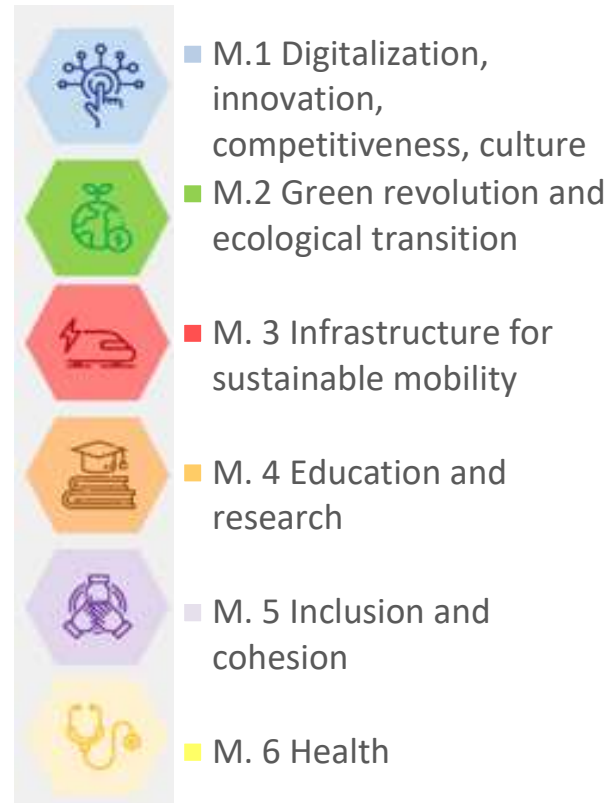 M.1 Digitalization,
innovation,
competitiveness, culture
M.2 Green revolution and
ecological transition
M. 3 Infrastructure for
sustainable mobility
M. 4 Education and
research
M. 5 Inclusion and
cohesion
M. 6 Health